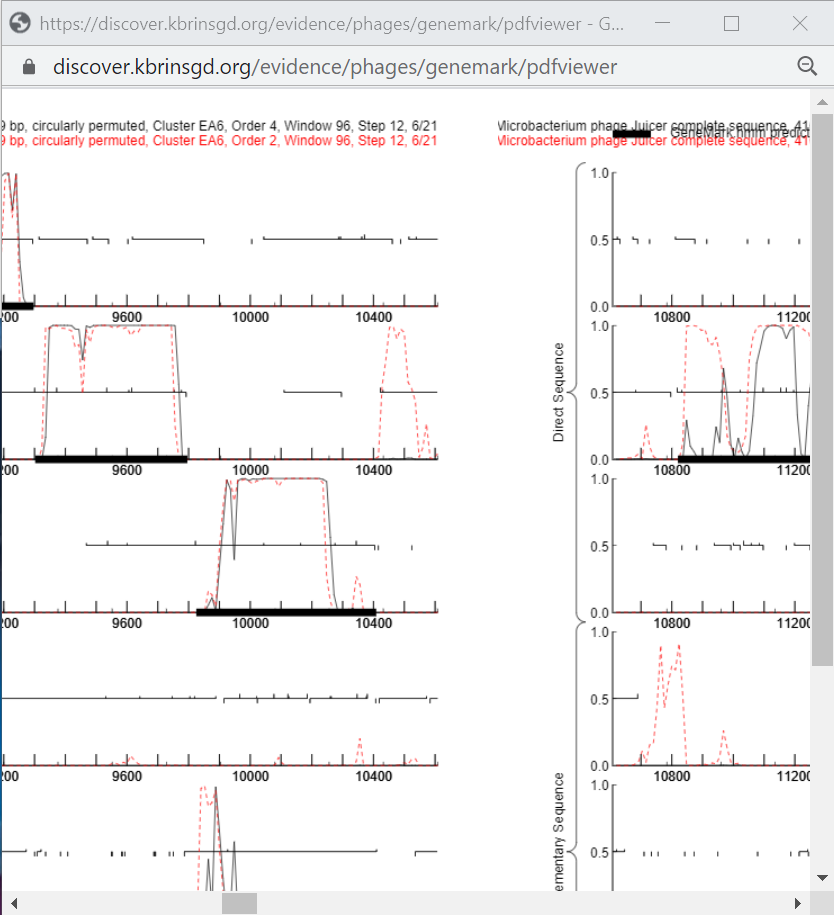 https://discover.kbrinsgd.org/evidence/phages/genemark/pdfviewer - G...
discover.kbrinsgd.org/evidence/phages/genemark/pdfviewer
9 bp, circularly permuted, Cluster EA6, Order 4, Window 96, Step 12, 6/21
Microbacterium phage Juicer complete sequence, 41
9 bp, circularly permuted, Cluster EA6, Order 2, Window 96, Step 12, 6/21
Microbacterium phage Juicer complete sequence, 41
GeneMark.hmm predict
1.0
0.5
0.0
200 9600 10000 10400 10800 11200
1.0
Direct Sequence
0.5
0.0
200 9600 10000 10400 10800 11200
1.0
0.5
0.0
200 9600 10000 10400 10800 11200
1.0
0.5
0.0
200 9600 10000 10400 10800 11200
1.0
ementary Sequence
0.5